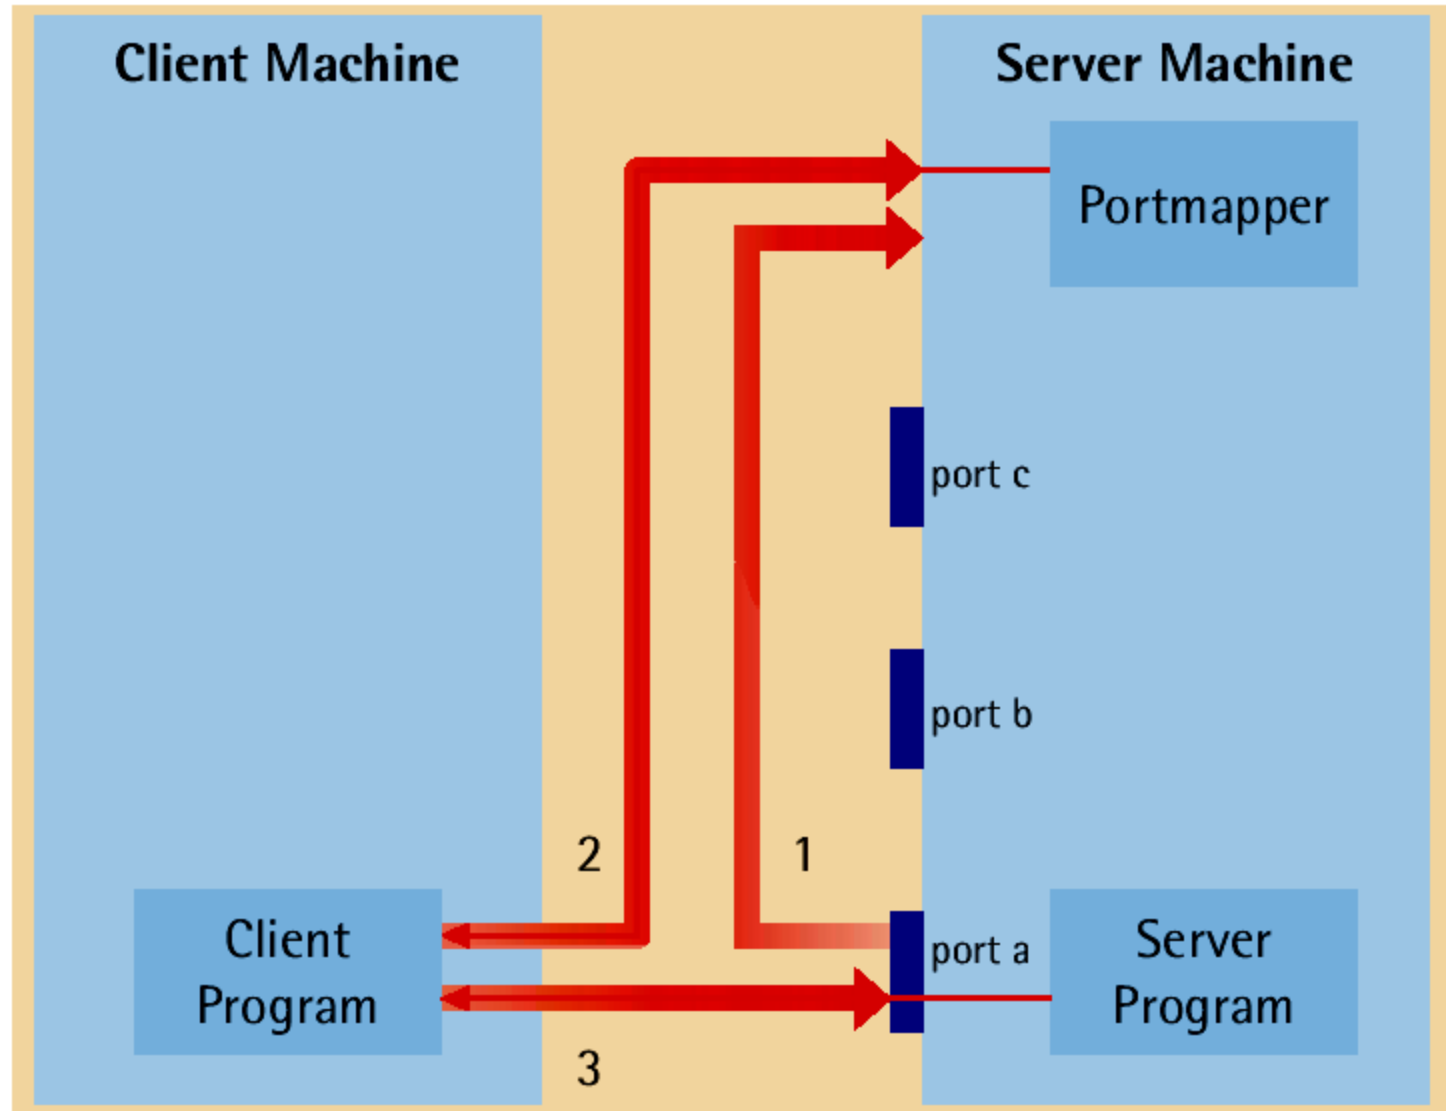 Client Machine
Server Machine
Portmapper
port c
port b
2
1
Client
Program
port a
Server
Program
3